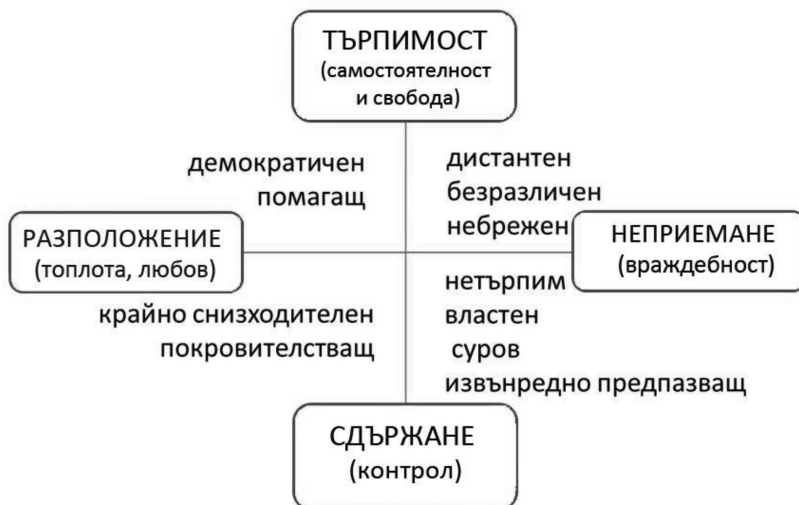 ТЪРПИМОСТ
(самостоятелност
и свобода)
демократичен
помагащ
дистантен
безразличен
небрежен
РАЗПОЛОЖЕНИЕ
(топлота, любов)
НЕПРИЕМАНЕ
(враждебност)
крайно снизходителен
покровителстващ
нетърпим
властен
суров
извънредно предпазващ
СДЪРЖАНЕ
(контрол)